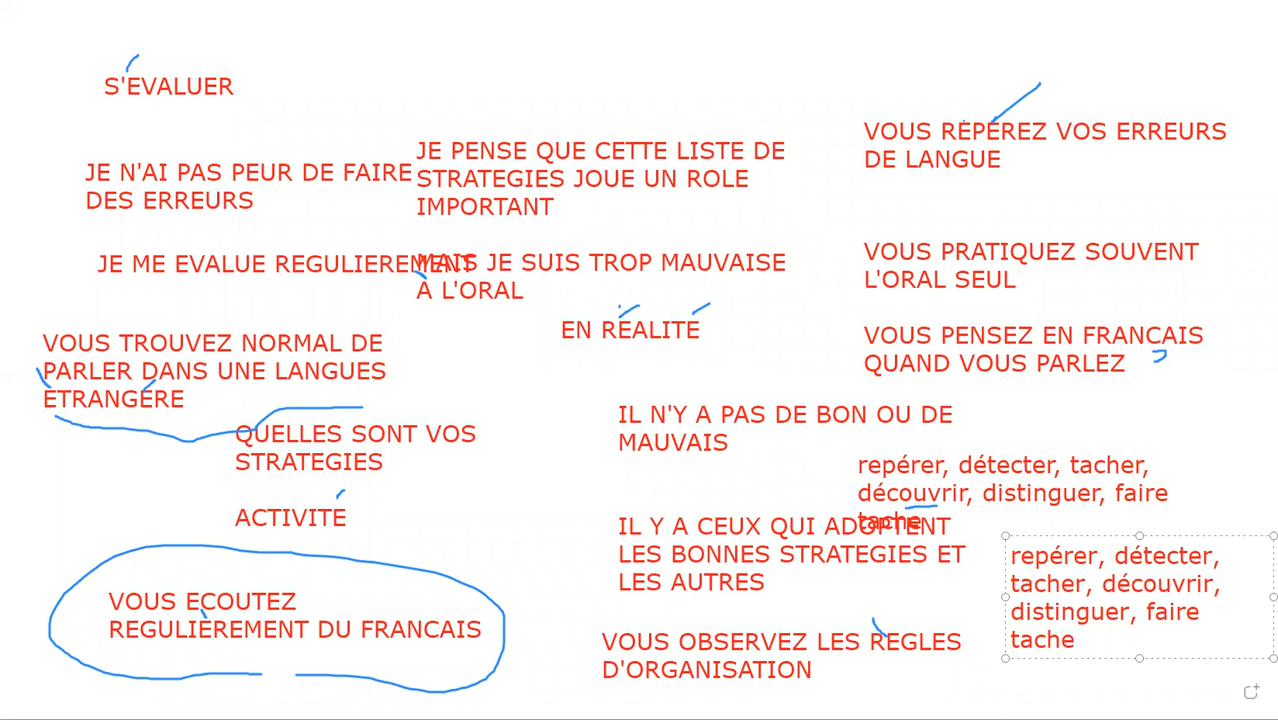 S'EVALUER
JE N'AI PAS PEUR DE FAIRE
DES ERREURS
JE ME EVALUE REGULIEREMENT
VOUS TROUVEZ NORMAL DE
PARLER DANS UNE LANGUES
ETRANGERE
QUELLES SONT VOS
STRATEGIES
ACTIVITE
VOUS ECOUTEZ
REGULIEREMENT DU FRANCAIS
JE PENSE QUE CETTE LISTE DE
STRATEGIES JOUE UN ROLE
IMPORTANT
MAIS JE SUIS TROP MAUVAISE
A L'ORAL
EN REALITE
IL N'Y A PAS DE BON OU DE
MAUVAIS
IL Y A CEUX QUI ADOPTENT
LES BONNES STRATEGIES ET
LES AUTRES
VOUS OBSERVEZ LES REGLES
D'ORGANISATION
VOUS REPEREZ VOS ERREURS
DE LANGUE
VOUS PRATIQUEZ SOUVENT
L'ORAL SEUL
VOUS PENSEZ EN FRANCAIS
QUAND VOUS PARLEZ
repérer, détecter, tacher,
découvrir, distinguer, faire
tache
repérer, détecter,
tacher, découvrir,
distinguer, faire
tache